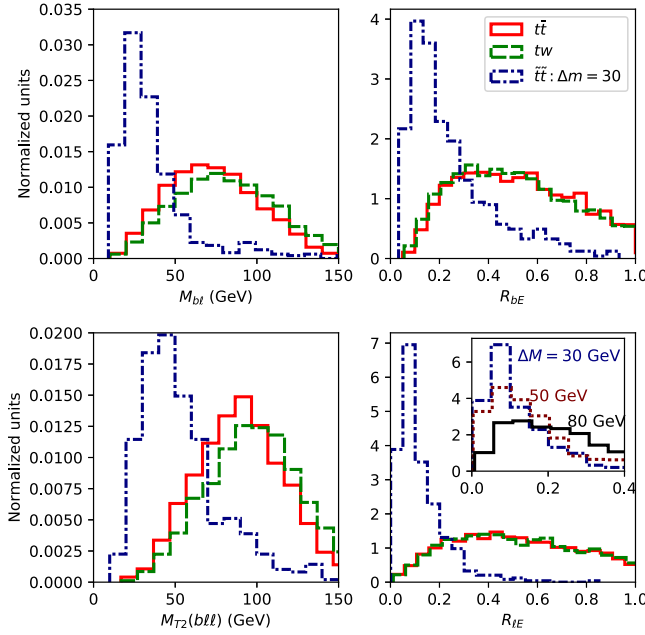 0.035
0.030
0.025
0.020
0.015
0.010
0.005
0.000
Normalized units
0 50 100 150
M_{bℓ} (GeV)
4
3
2
1
0
0.0 0.2 0.4 0.6 0.8 1.0
R_{bE}
tt̄
tw
t̃t̃ : Δm = 30
0.0200
0.0175
0.0150
0.0125
0.0100
0.0075
0.0050
0.0025
0.0000
Normalized units
0 50 100 150
M_{T2}(bℓℓ) (GeV)
7
6
5
4
3
2
1
0
0.0 0.2 0.4 0.6 0.8 1.0
R_{ℓE}
6
4
2
0
0.0 0.2 0.4
ΔM = 30 GeV
50 GeV
80 GeV